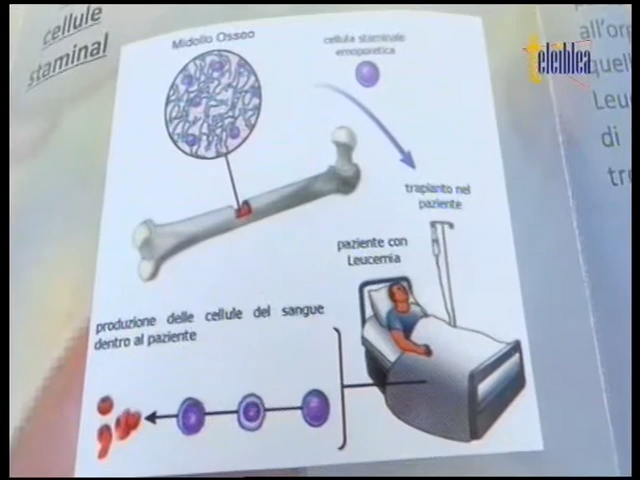 cellule
staminal
Midollo Osseo
cellula staminale
emopoietica
teleiblea
all'org
quell
Leu
di
tr
trapianto nel
paziente
paziente con
Leucemia
produzione delle cellule del sangue
dentro al paziente